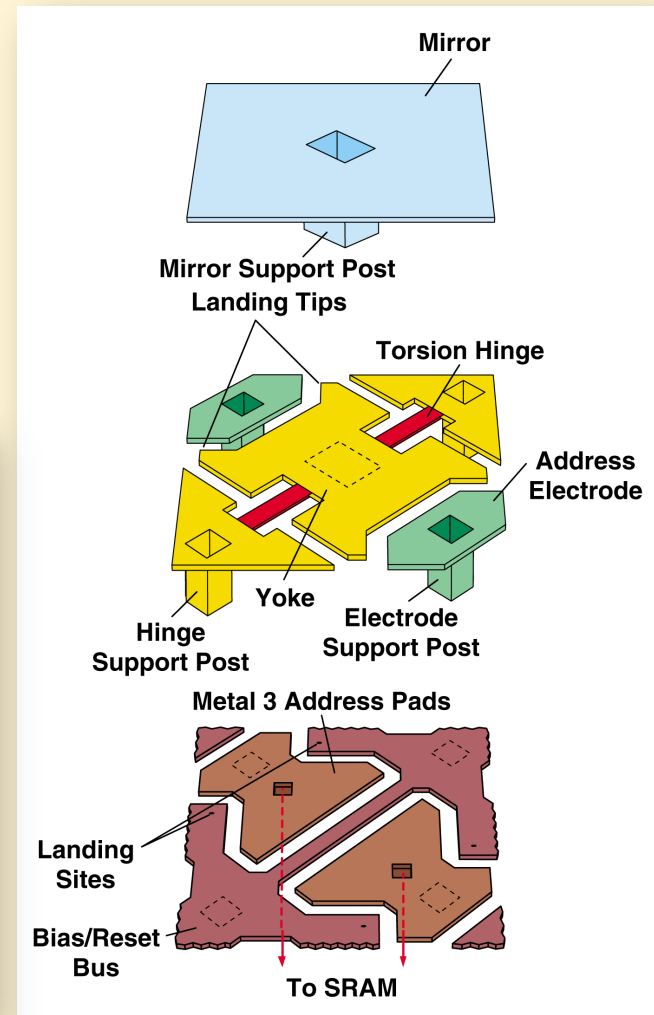 Mirror
Mirror Support Post
Landing Tips
Torsion Hinge
Address
Electrode
Yoke
Hinge
Support Post
Electrode
Support Post
Metal 3 Address Pads
Landing
Sites
Bias/Reset
Bus
To SRAM